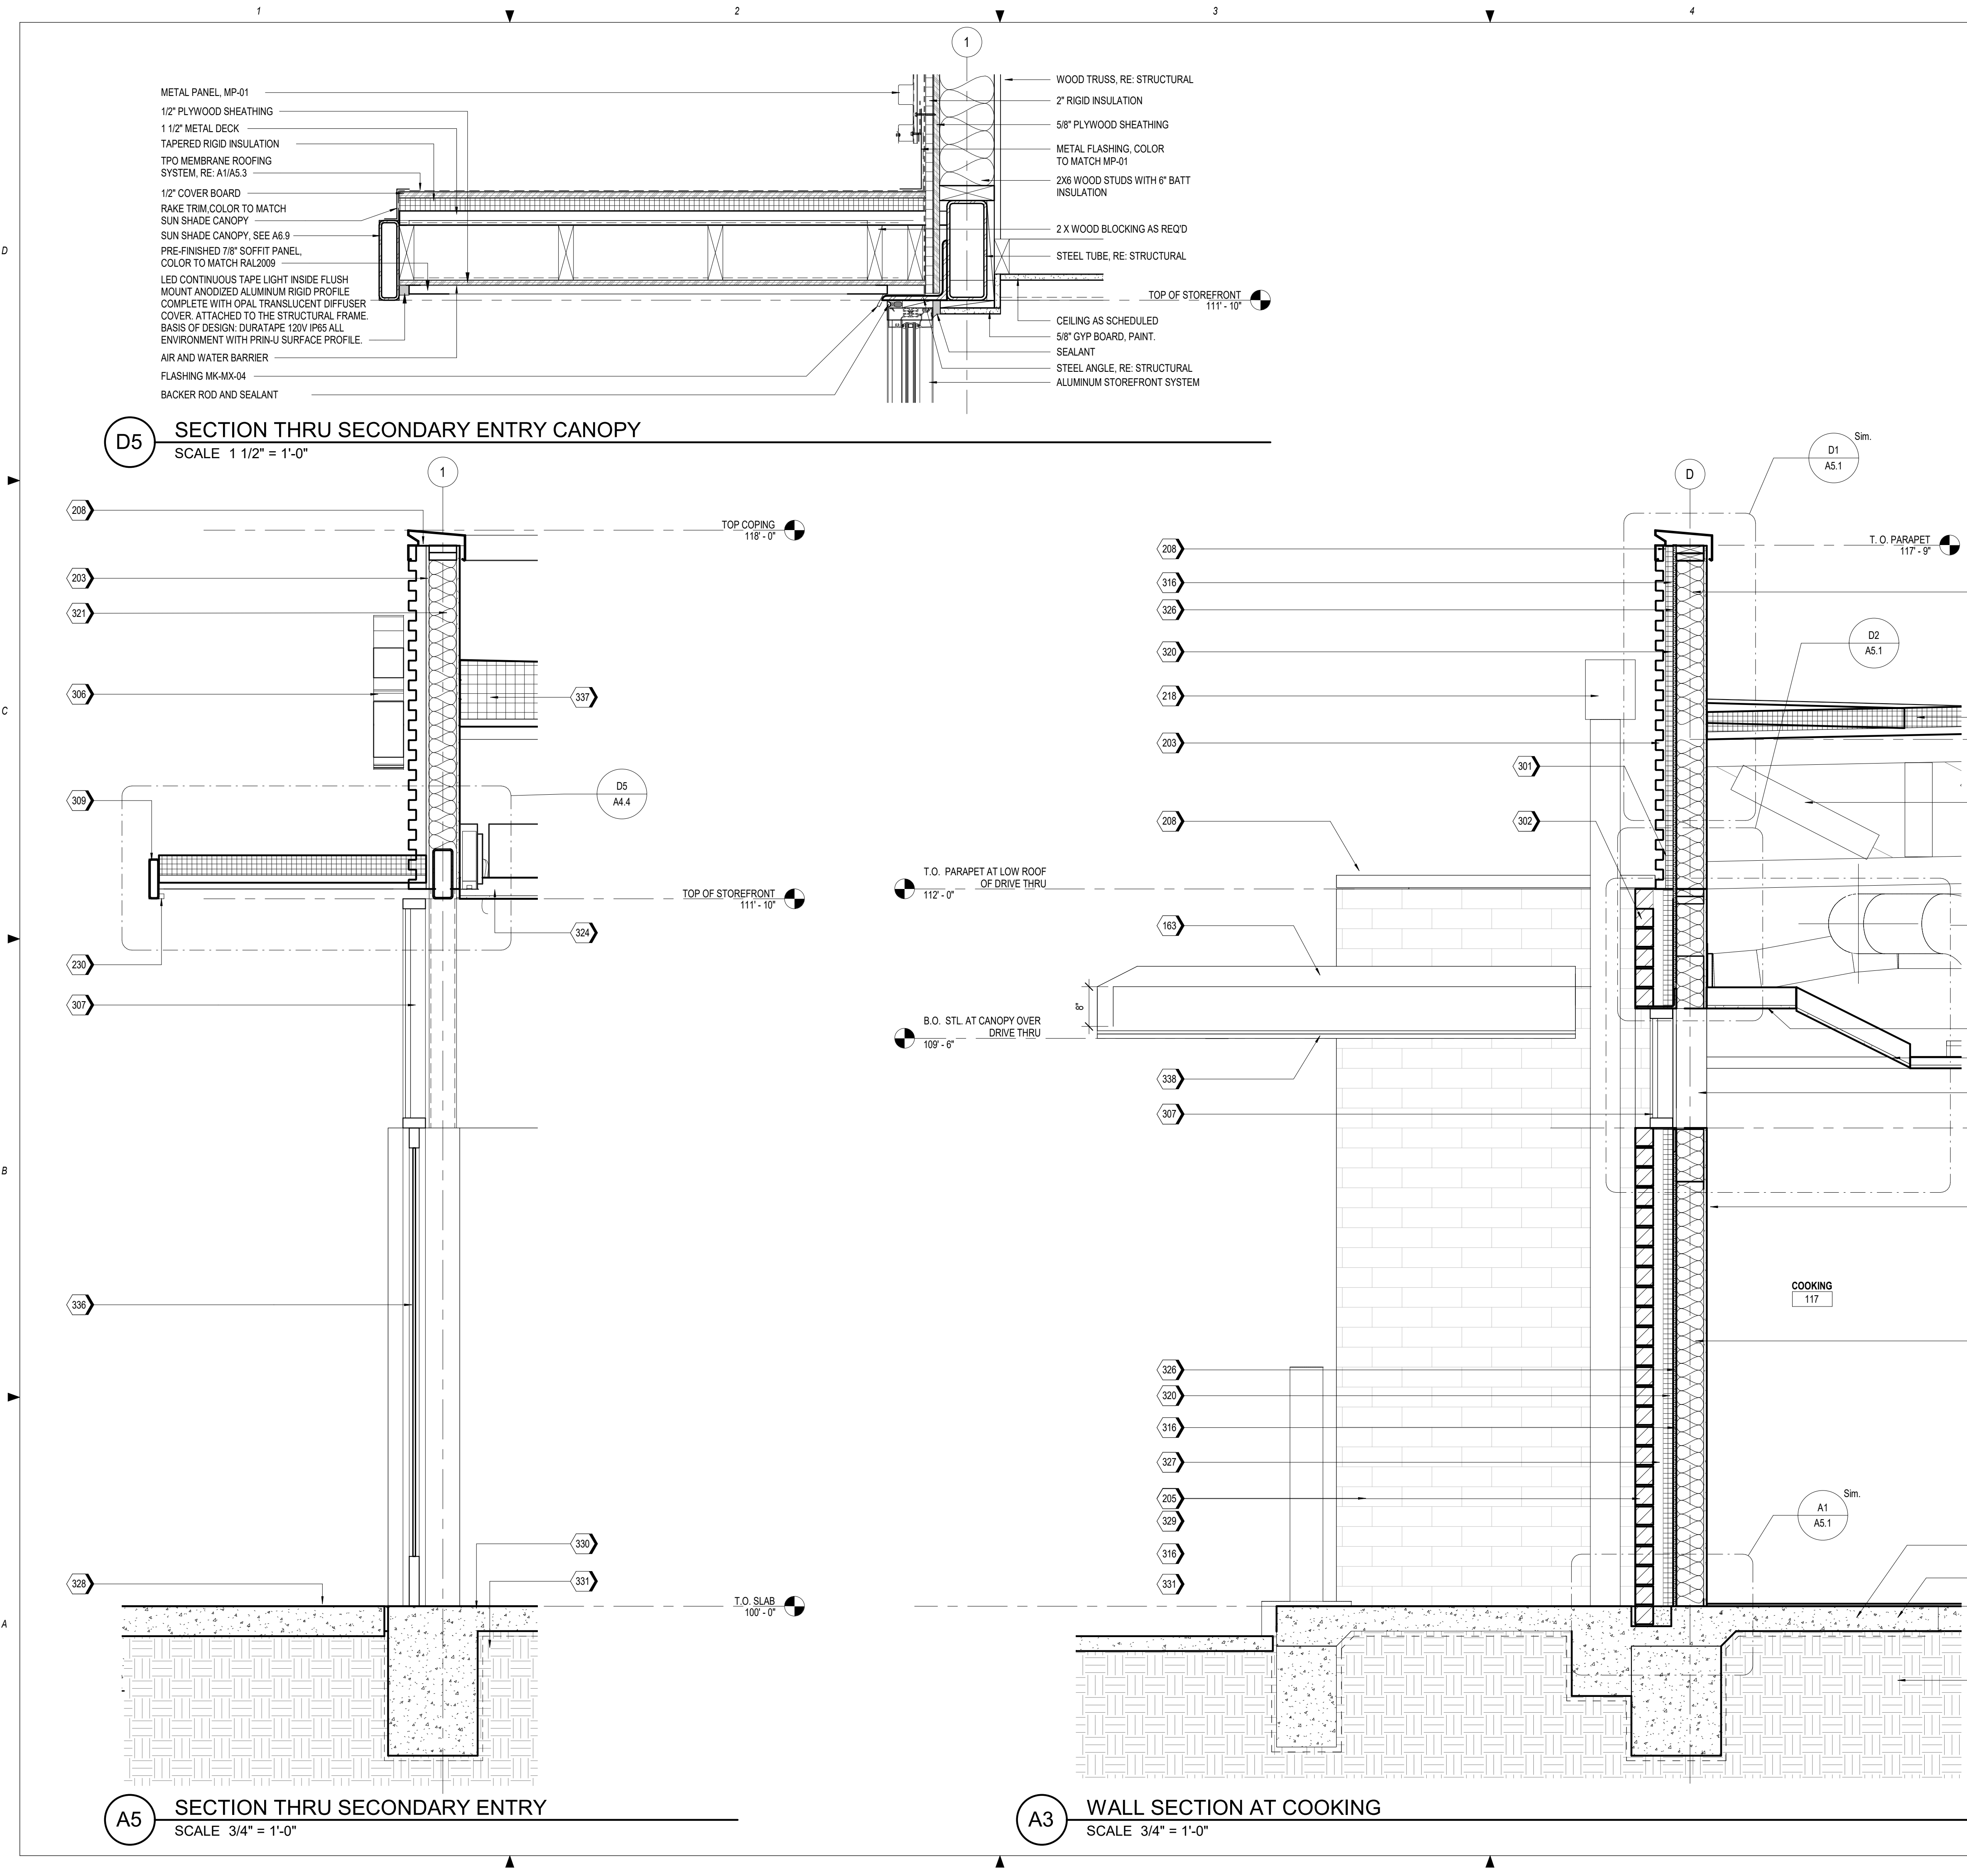 1
2
3
4
1
METAL PANEL, MP-01
1/2" PLYWOOD SHEATHING
1 1/2" METAL DECK
TAPERED RIGID INSULATION
TPO MEMBRANE ROOFING
SYSTEM, RE: A1/A5.3
1/2" COVER BOARD
RAKE TRIM,COLOR TO MATCH
SUN SHADE CANOPY
SUN SHADE CANOPY, SEE A6.9
PRE-FINISHED 7/8" SOFFIT PANEL,
COLOR TO MATCH RAL2009
LED CONTINUOUS TAPE LIGHT INSIDE FLUSH
MOUNT ANODIZED ALUMINUM RIGID PROFILE
COMPLETE WITH OPAL TRANSLUCENT DIFFUSER
COVER. ATTACHED TO THE STRUCTURAL FRAME.
BASIS OF DESIGN: DURATAPE 120V IP65 ALL
ENVIRONMENT WITH PRIN-U SURFACE PROFILE.
AIR AND WATER BARRIER
FLASHING MK-MX-04
BACKER ROD AND SEALANT
WOOD TRUSS, RE: STRUCTURAL
2" RIGID INSULATION
5/8" PLYWOOD SHEATHING
METAL FLASHING, COLOR
TO MATCH MP-01
2X6 WOOD STUDS WITH 6" BATT
INSULATION
2 X WOOD BLOCKING AS REQ'D
STEEL TUBE, RE: STRUCTURAL
TOP OF STOREFRONT
111' - 10"
CEILING AS SCHEDULED
5/8" GYP BOARD, PAINT.
SEALANT
STEEL ANGLE, RE: STRUCTURAL
ALUMINUM STOREFRONT SYSTEM
D5
SECTION THRU SECONDARY ENTRY CANOPY
SCALE 1 1/2" = 1'-0"
D
C
B
A
1
208
203
321
306
309
230
307
336
328
337
D5
A4.4
324
330
331
TOP COPING
118' - 0"
TOP OF STOREFRONT
111' - 10"
T.O. SLAB
100' - 0"
A5
SECTION THRU SECONDARY ENTRY
SCALE 3/4" = 1'-0"
D
D1
A5.1
Sim.
T. O. PARAPET
117' - 9"
D2
A5.1
208
316
326
320
218
203
301
302
208
T.O. PARAPET AT LOW ROOF
OF DRIVE THRU
112' - 0"
163
8"
B.O. STL. AT CANOPY OVER
DRIVE THRU
109' - 6"
338
307
COOKING
117
326
320
316
327
205
329
316
331
A1
A5.1
Sim.
A3
WALL SECTION AT COOKING
SCALE 3/4" = 1'-0"